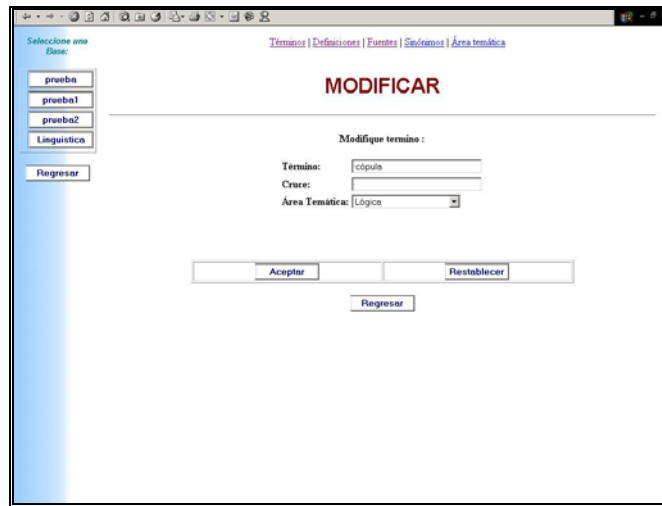 Seleccione una
Base:
prueba
prueba1
prueba2
Linguistica
Regresar
Términos | Definiciones | Fuentes | Sinónimos | Área temática
MODIFICAR
Modifique termino :
Término: cópula
Cruce:
Área Temática: Lógica
Aceptar Restablecer
Regresar